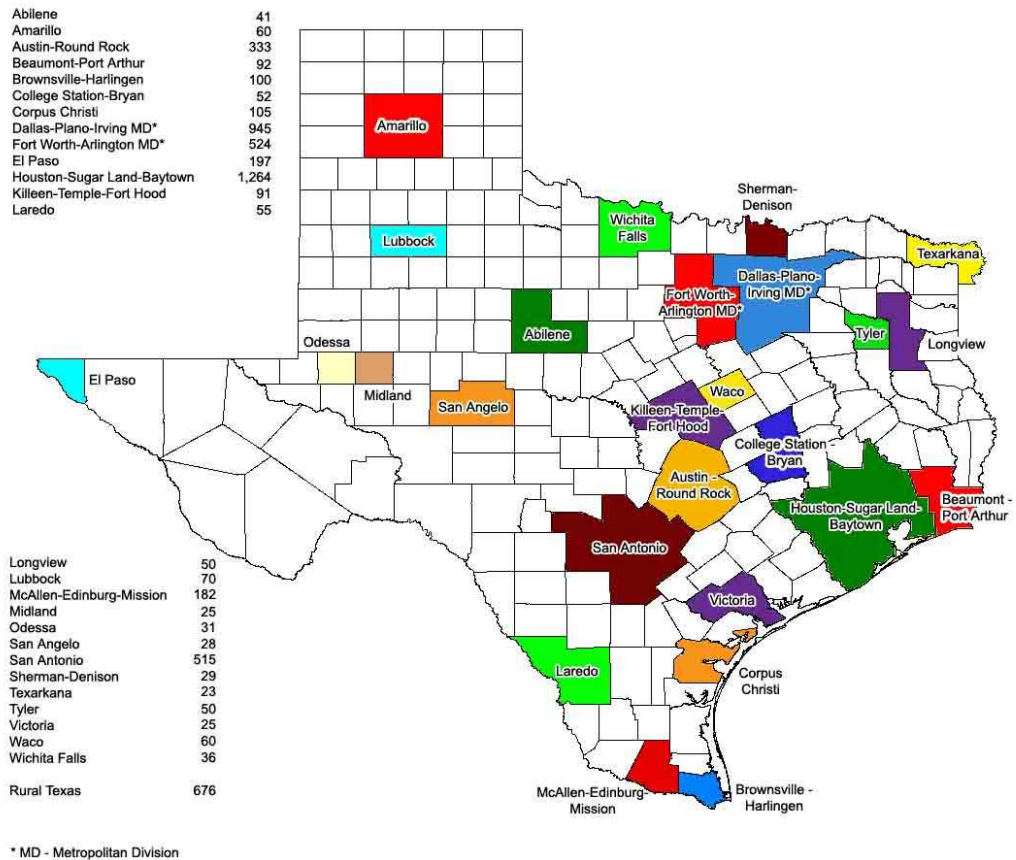 Abilene 41
Amarillo 60
Austin-Round Rock 333
Beaumont-Port Arthur 92
Brownsville-Harlingen 100
College Station-Bryan 52
Corpus Christi 105
Dallas-Plano-Irving MD* 945
Fort Worth-Arlington MD* 524
El Paso 197
Houston-Sugar Land-Baytown 1,264
Killeen-Temple-Fort Hood 91
Laredo 55
Amarillo
Sherman-
Denison
Wichita
Falls
Lubbock
Texarkana
Dallas-Plano-
Irving MD*
Fort Worth-
Arlington MD*
Abilene
Tyler
Longview
Odessa
El Paso
Midland
San Angelo
Waco
Killeen-Temple-
Fort Hood
College Station -
Bryan
Austin -
Round Rock
Houston-Sugar Land-
Baytown
Beaumont -
Port Arthur
San Antonio
Victoria
Laredo
Corpus
Christi
McAllen-Edinburg-
Mission
Brownsville -
Harlingen
Longview 50
Lubbock 70
McAllen-Edinburg-Mission 182
Midland 25
Odessa 31
San Angelo 28
San Antonio 515
Sherman-Denison 29
Texarkana 23
Tyler 50
Victoria 25
Waco 60
Wichita Falls 36
Rural Texas 676
* MD - Metropolitan Division